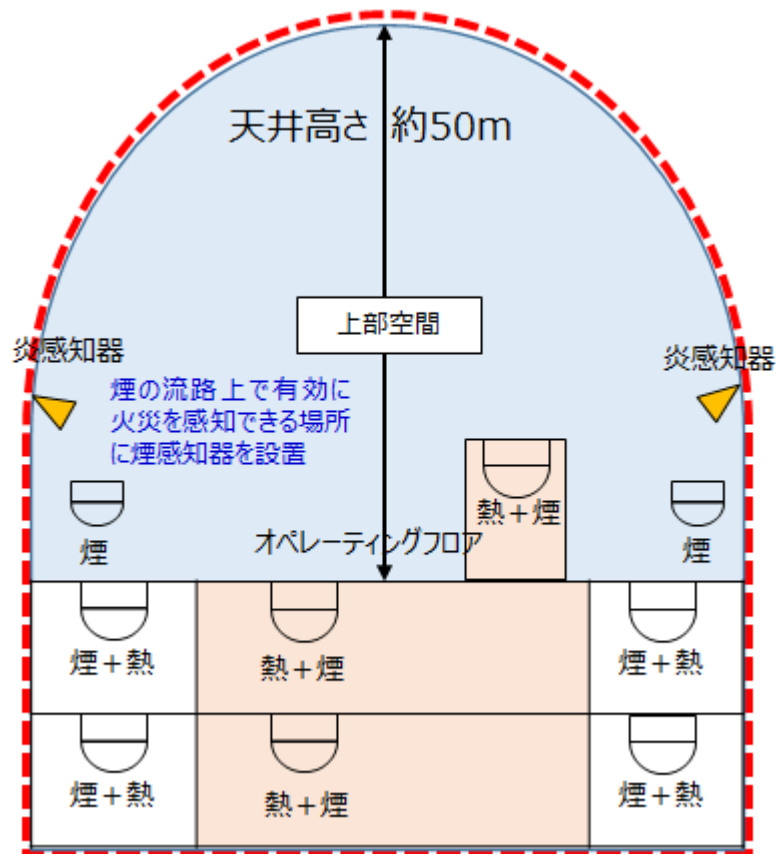 天井高さ 約50m
上部空間
炎感知器
炎感知器
煙の流路上で有効に
火災を感知できる場所
に煙感知器を設置
熱＋煙
煙
オペレーティングフロア
煙
煙＋熱
熱＋煙
煙＋熱
煙＋熱
熱＋煙
煙＋熱